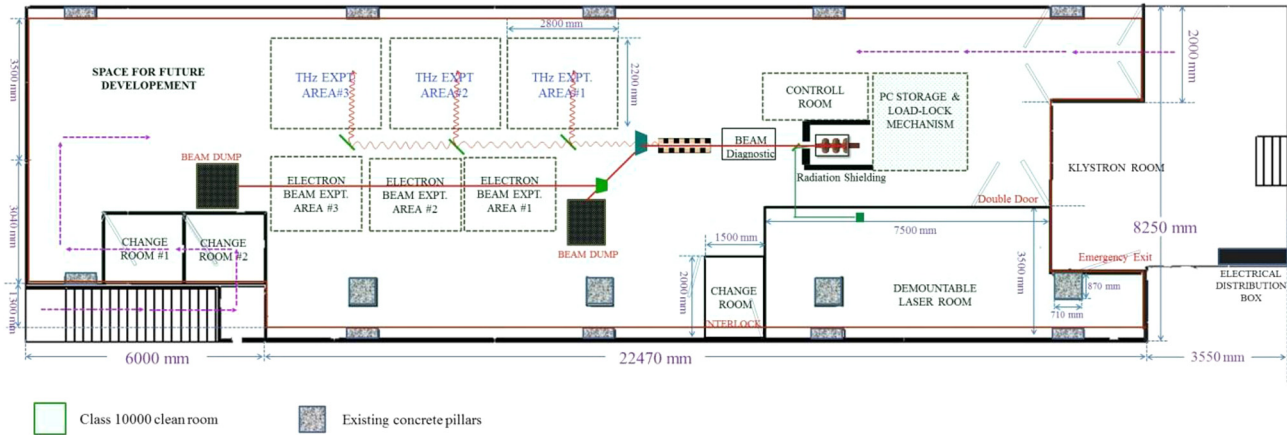 2800 mm
2000 mm
3500 mm
SPACE FOR FUTURE
DEVELOPEMENT
THz EXPT
AREA#3
THz EXPT
AREA#2
THz EXPT.
AREA#1
2200 mm
CONTROLL
ROOM
PC STORAGE &
LOAD-LOCK
MECHANISM
BEAM
Diagnostic
BEAM DUMP
Radiation Shielding
KLYSTRON ROOM
ELECTRON
BEAM EXPT.
AREA #3
ELECTRON
BEAM EXPT.
AREA #2
ELECTRON
BEAM EXPT.
AREA #1
Double Door
3040 mm
7500 mm
8250 mm
CHANGE
ROOM #1
CHANGE
ROOM #2
BEAM DUMP
1500 mm
Emergency Exit
ELECTRICAL
DISTRIBUTION
BOX
2000 mm
3500 mm
CHANGE
ROOM
DEMOUNTABLE
LASER ROOM
870 mm
710 mm
1300 mm
INTERLOCK
6000 mm
22470 mm
3550 mm
Class 10000 clean room
Existing concrete pillars